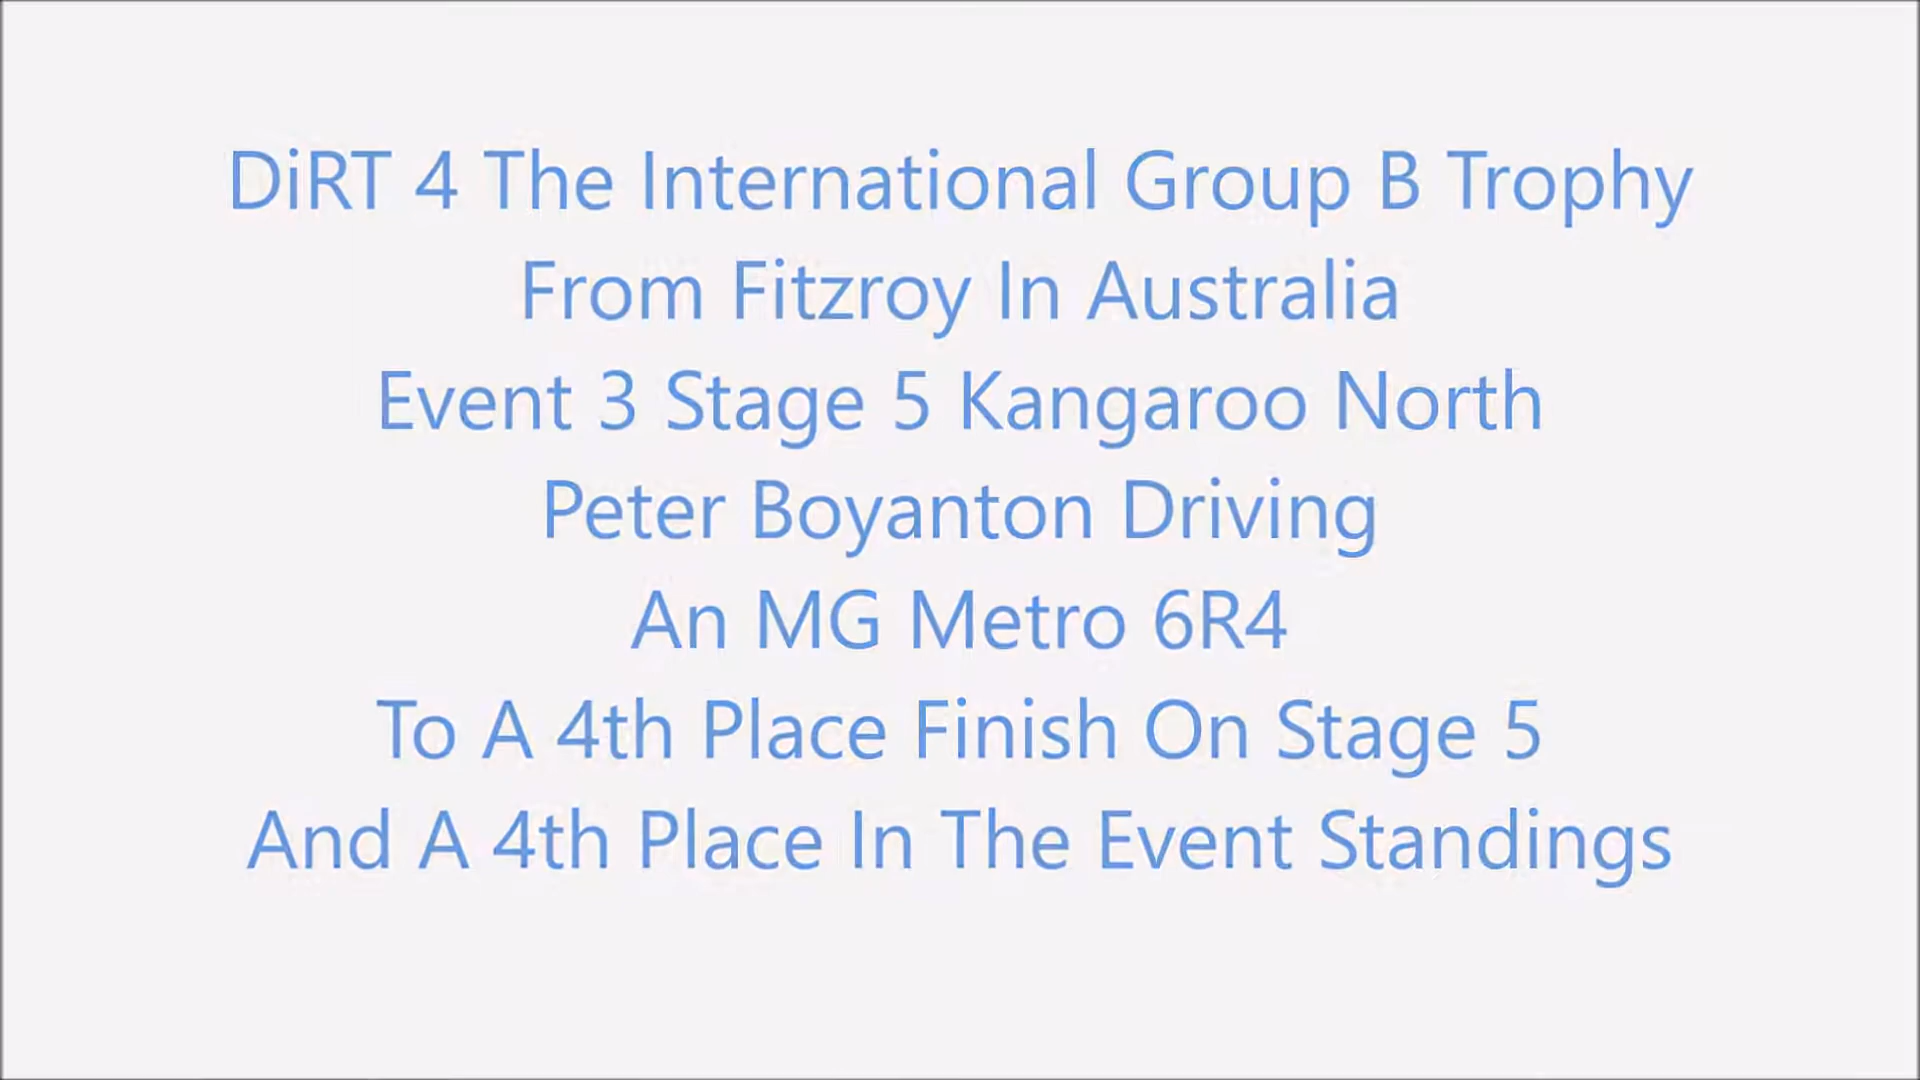 DiRT 4 The International Group B Trophy
From Fitzroy In Australia
Event 3 Stage 5 Kangaroo North
Peter Boyanton Driving
An MG Metro 6R4
To A 4th Place Finish On Stage 5
And A 4th Place In The Event Standings